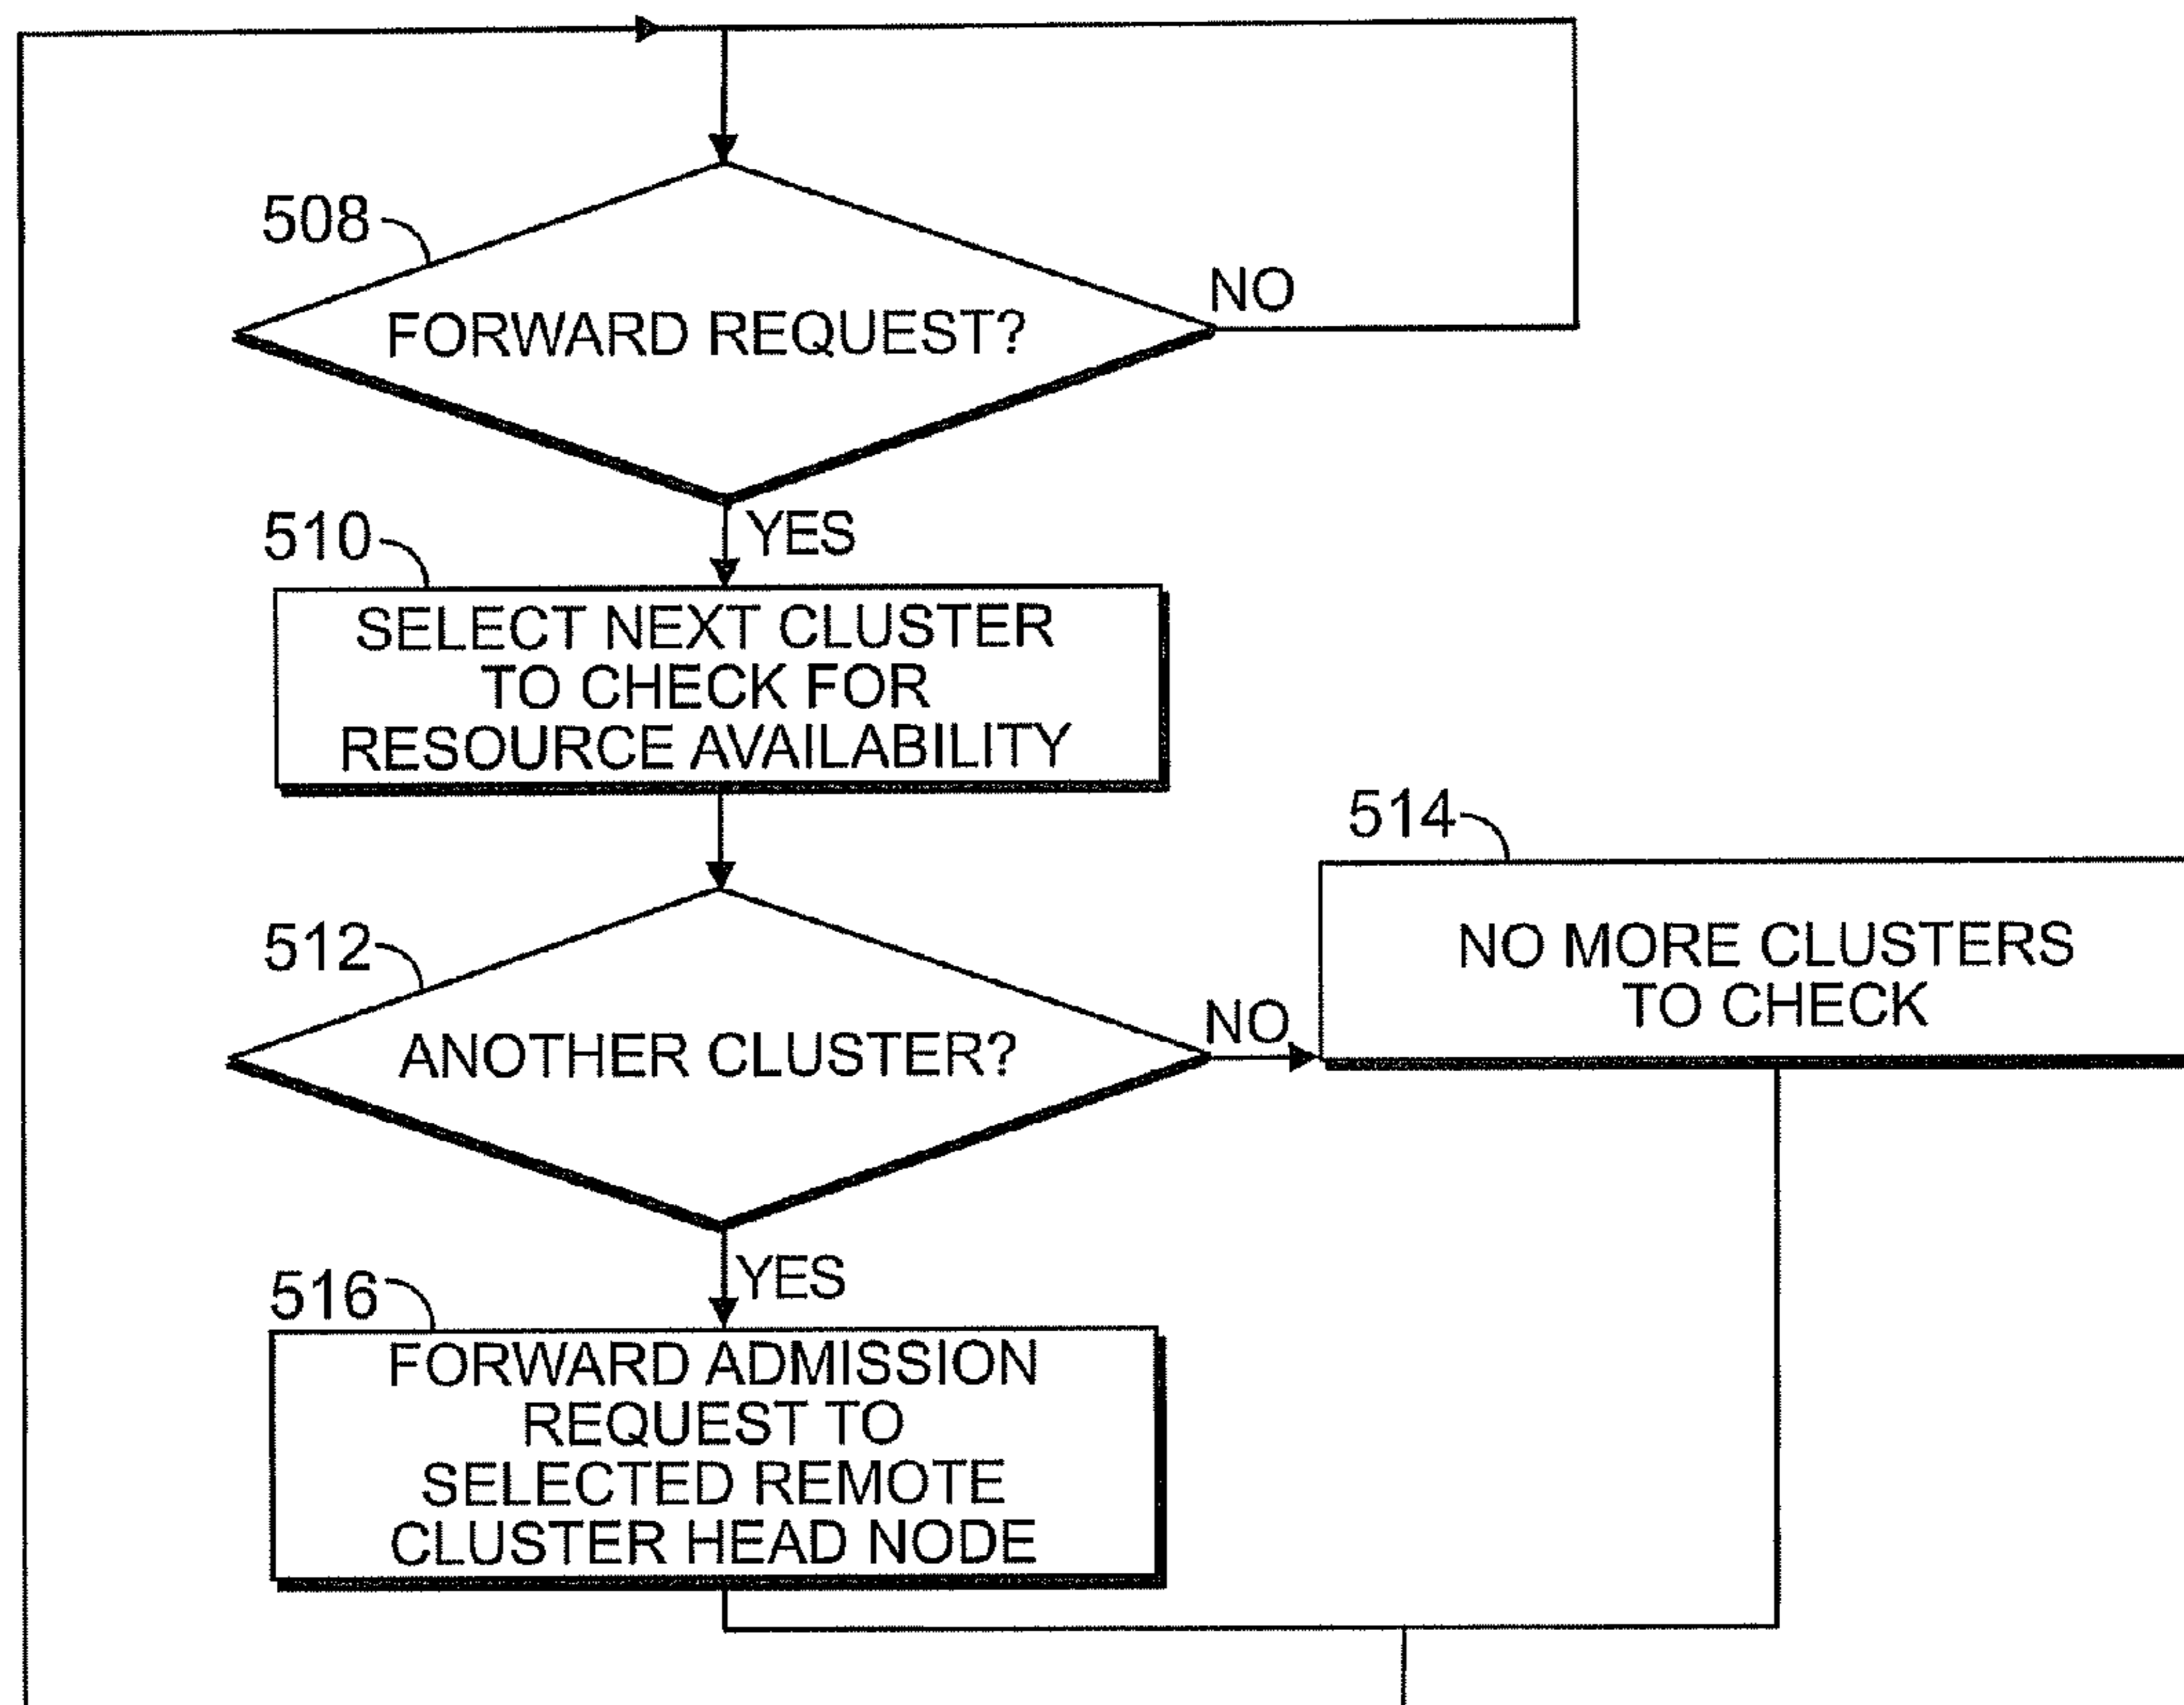 508
FORWARD REQUEST?
NO
YES
510
SELECT NEXT CLUSTER
TO CHECK FOR
RESOURCE AVAILABILITY
514
NO MORE CLUSTERS
TO CHECK
512
ANOTHER CLUSTER?
NO
YES
516
FORWARD ADMISSION
REQUEST TO
SELECTED REMOTE
CLUSTER HEAD NODE